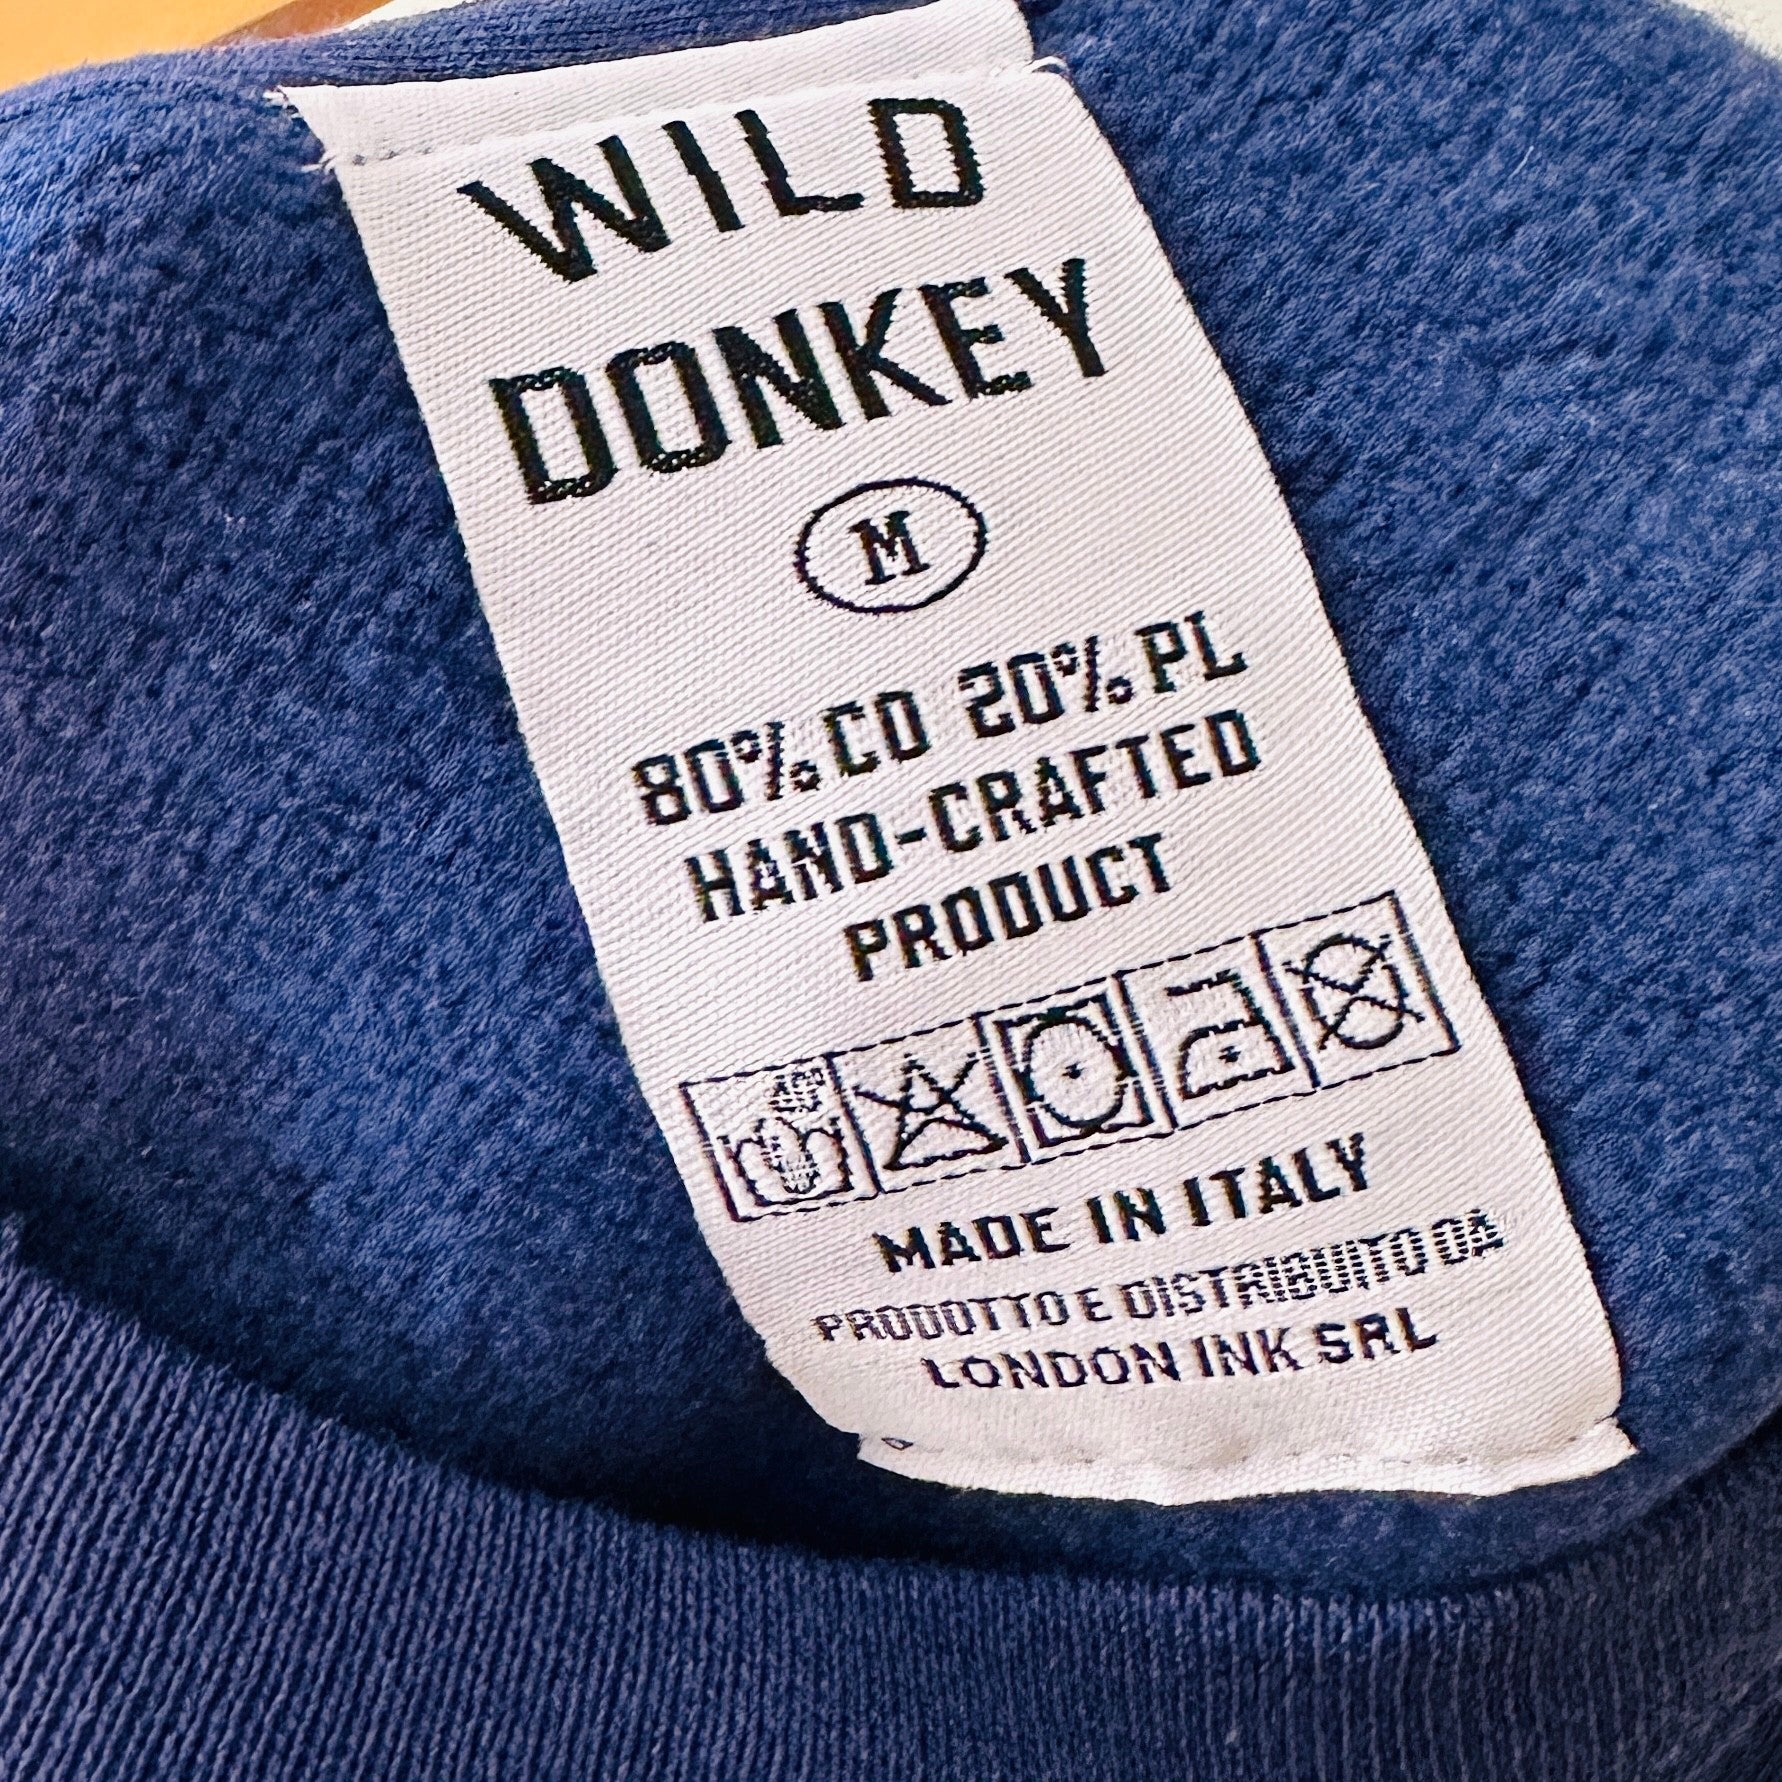 WILD
DONKEY
M
80% CO 20% PL
HAND-CRAFTED
PRODUCT
MADE IN ITALY
PRODOTTO E DISTRIBUITO DA
LONDON INK SRL